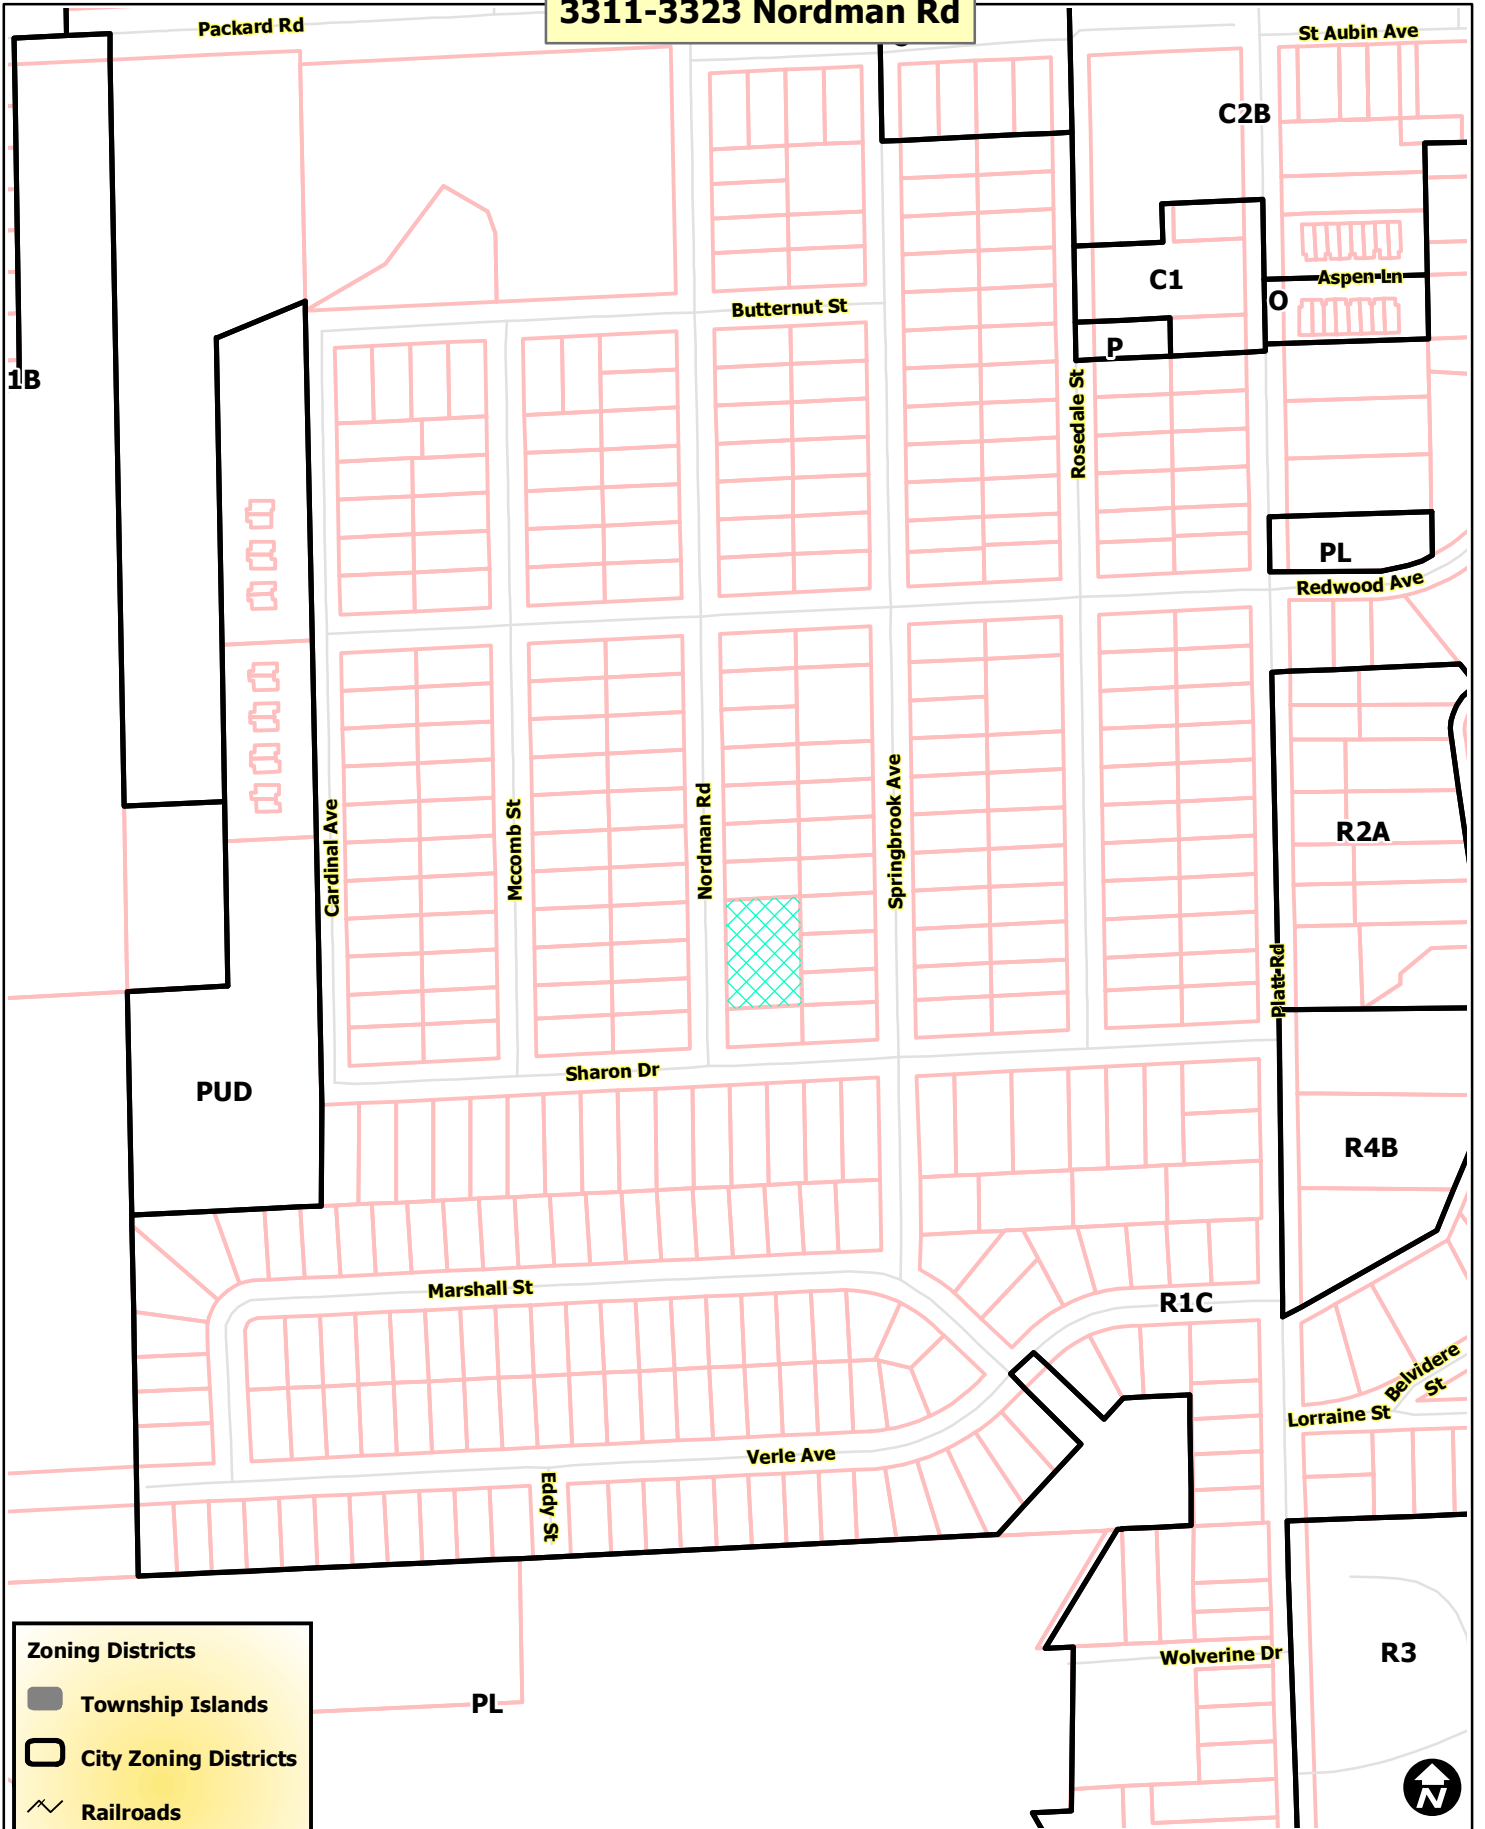 3311-3323 Nordman Rd
Packard Rd
St Aubin Ave
C2B
C1
Aspen Ln
O
Butternut St
P
1B
Rosedale St
PL
Redwood Ave
R2A
Cardinal Ave
Mccomb St
Nordman Rd
Springbrook Ave
Platt Rd
Sharon Dr
PUD
R4B
Marshall St
R1C
Belvidere
St
Lorraine St
Verle Ave
Eddy St
Wolverine Dr
R3
PL
Zoning Districts
Township Islands
City Zoning Districts
Railroads
N